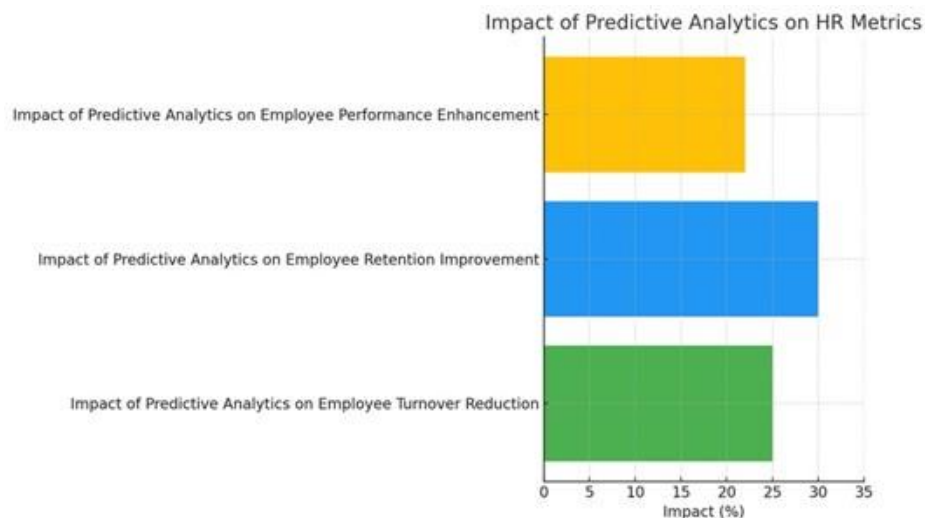 Impact of Predictive Analytics on HR Metrics
Impact of Predictive Analytics on Employee Performance Enhancement
Impact of Predictive Analytics on Employee Retention Improvement
Impact of Predictive Analytics on Employee Turnover Reduction
0 5 10 15 20 25 30 35
Impact (%)